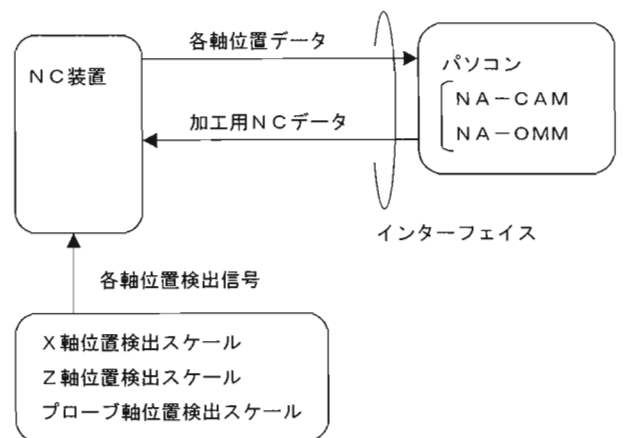 各軸位置データ
NC装置
パソコン
NA－CAM
NA－OMM
加工用NCデータ
インターフェイス
各軸位置検出信号
X軸位置検出スケール
Z軸位置検出スケール
プローブ軸位置検出スケール